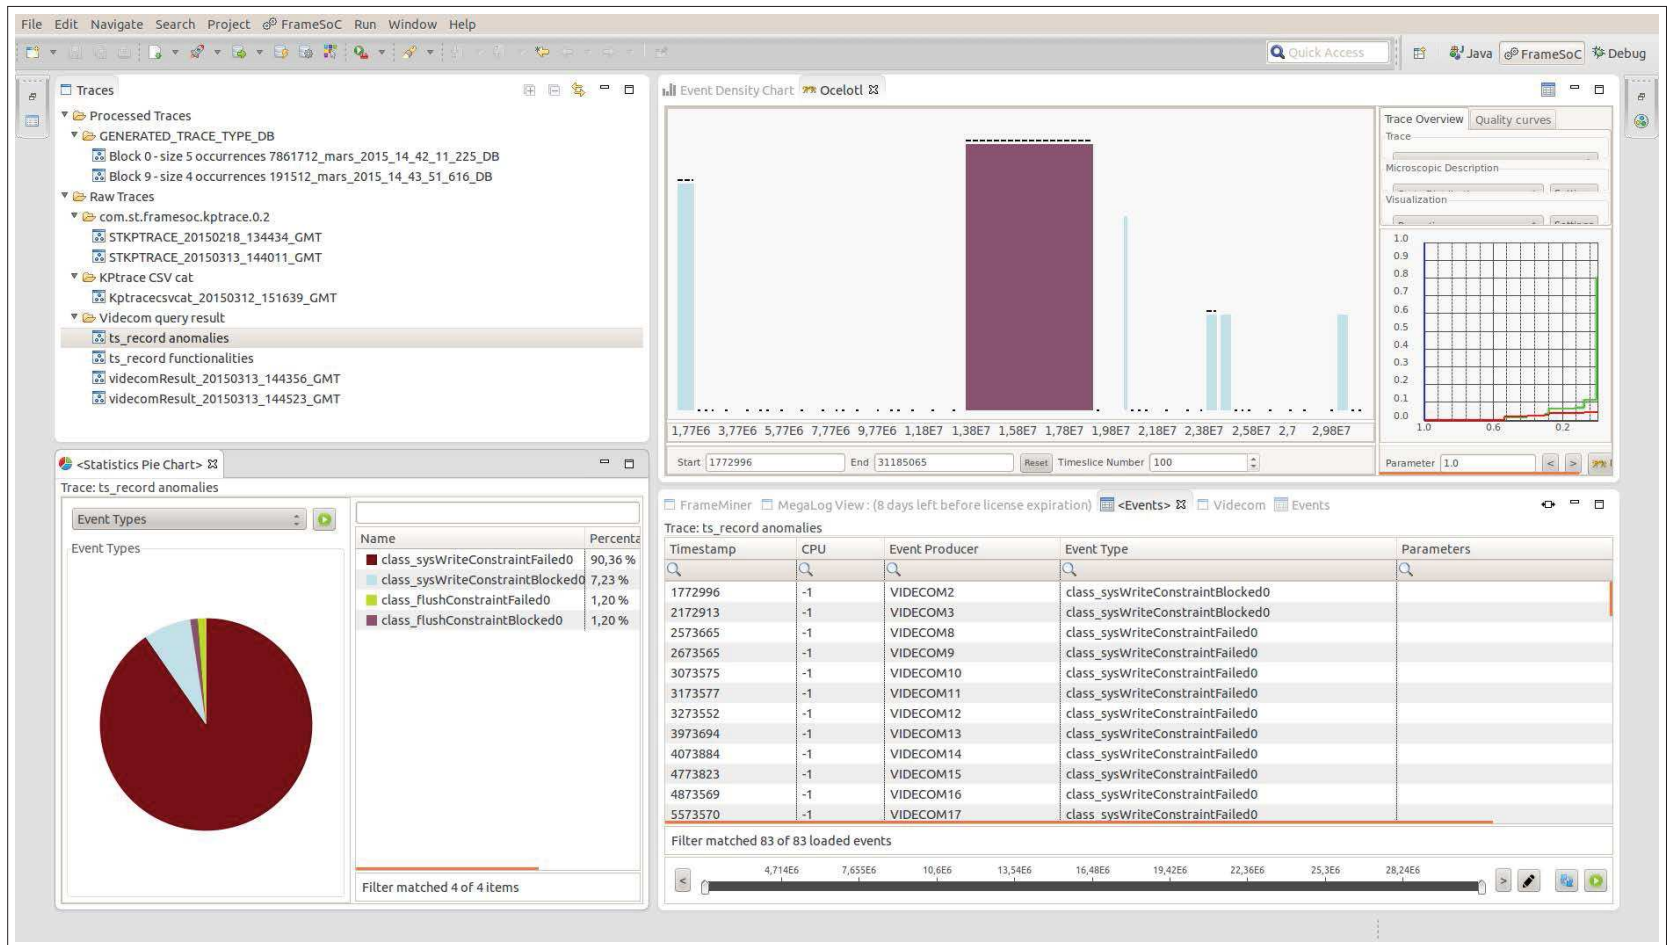 File Edit Navigate Search Project FrameSoC Run Window Help
Quick Access Java FrameSoC Debug
Traces
Processed Traces
GENERATED_TRACE_TYPE_DB
Block 0 - size 5 occurrences 7861712_mars_2015_14_42_11_225_DB
Block 9 - size 4 occurrences 191512_mars_2015_14_43_51_616_DB
Raw Traces
com.st.framesoc.kptrace.0.2
STKPTRACE_20150218_134434_GMT
STKPTRACE_20150313_144011_GMT
KPtrace CSV cat
Kptracecsvcat_20150312_151639_GMT
Videcom query result
ts_record anomalies
ts_record functionalities
videcomResult_20150313_144356_GMT
videcomResult_20150313_144523_GMT
Event Density Chart Ocelotl
1,77E6 3,77E6 5,77E6 7,77E6 9,77E6 1,18E7 1,38E7 1,58E7 1,78E7 1,98E7 2,18E7 2,38E7 2,58E7 2,7 2,98E7
Start 1772996 End 31185065 Reset Timeslice Number 100
Trace Overview Quality curves
Trace
Microscopic Description
Visualization
1.0
0.9
0.8
0.7
0.6
0.5
0.4
0.3
0.2
0.1
0.0
1.0 0.6 0.2
Parameter 1.0 < >
<Statistics Pie Chart>
Trace: ts_record anomalies
Event Types
Event Types
Name Percenta
class_sysWriteConstraintFailed0 90,36 %
class_sysWriteConstraintBlocked0 7,23 %
class_flushConstraintFailed0 1,20 %
class_flushConstraintBlocked0 1,20 %
Filter matched 4 of 4 items
FrameMiner MegaLog View : (8 days left before license expiration) <Events> Videcom Events
Trace: ts_record anomalies
Timestamp CPU Event Producer Event Type Parameters
1772996 -1 VIDECOM2 class_sysWriteConstraintBlocked0
2172913 -1 VIDECOM3 class_sysWriteConstraintBlocked0
2573665 -1 VIDECOM8 class_sysWriteConstraintFailed0
2673565 -1 VIDECOM9 class_sysWriteConstraintFailed0
3073575 -1 VIDECOM10 class_sysWriteConstraintFailed0
3173577 -1 VIDECOM11 class_sysWriteConstraintFailed0
3273552 -1 VIDECOM12 class_sysWriteConstraintFailed0
3973694 -1 VIDECOM13 class_sysWriteConstraintFailed0
4073884 -1 VIDECOM14 class_sysWriteConstraintFailed0
4773823 -1 VIDECOM15 class_sysWriteConstraintFailed0
4873569 -1 VIDECOM16 class_sysWriteConstraintFailed0
5573570 -1 VIDECOM17 class_sysWriteConstraintFailed0
Filter matched 83 of 83 loaded events
< 4,714E6 7,655E6 10,6E6 13,54E6 16,48E6 19,42E6 22,36E6 25,3E6 28,24E6 >